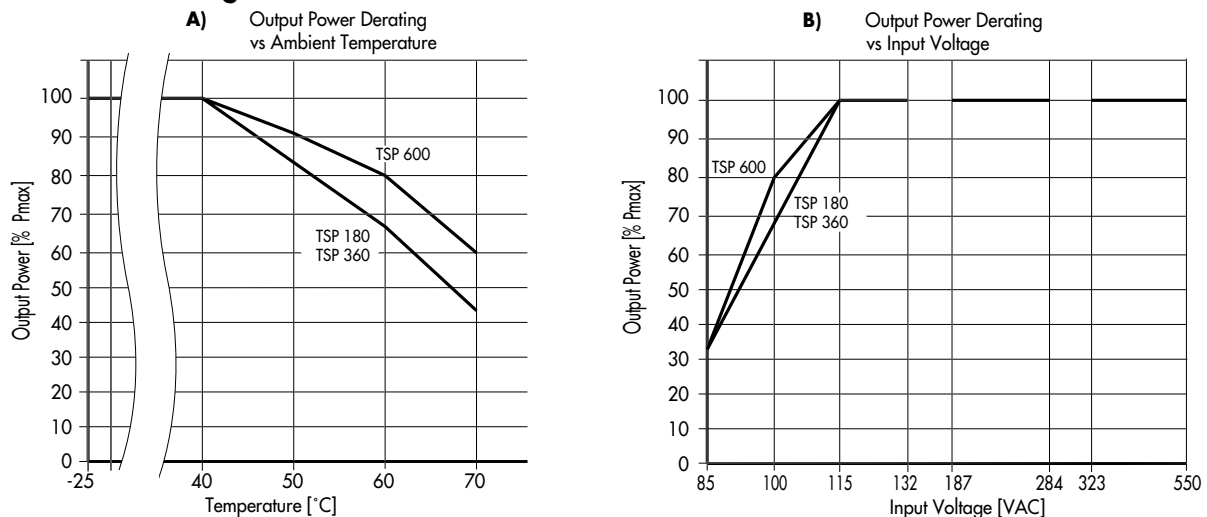 A) Output Power Derating
vs Ambient Temperature
100
90
80
70
60
50
40
30
20
10
0
Output Power [% Pmax]
TSP 600
TSP 180
TSP 360
-25 40 50 60 70
Temperature [˚C]
B) Output Power Derating
vs Input Voltage
100
90
80
70
60
50
40
30
20
10
0
Output Power [% Pmax]
TSP 600
TSP 180
TSP 360
85 100 115 132 187 284 323 550
Input Voltage [VAC]